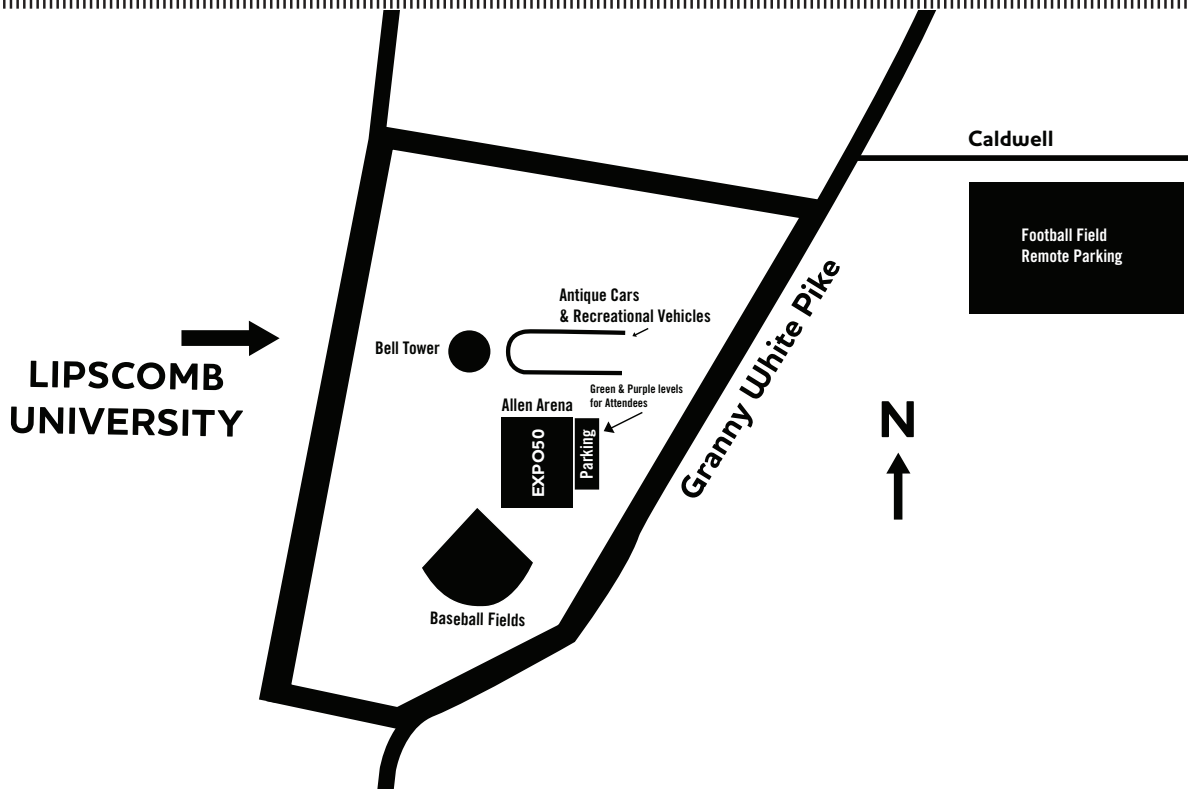 Caldwell
Football Field
Remote Parking
Granny White Pike
Antique Cars
& Recreational Vehicles
Bell Tower
LIPSCOMB
UNIVERSITY
Green & Purple levels
for Attendees
Allen Arena
EXPO50
Parking
N
Baseball Fields